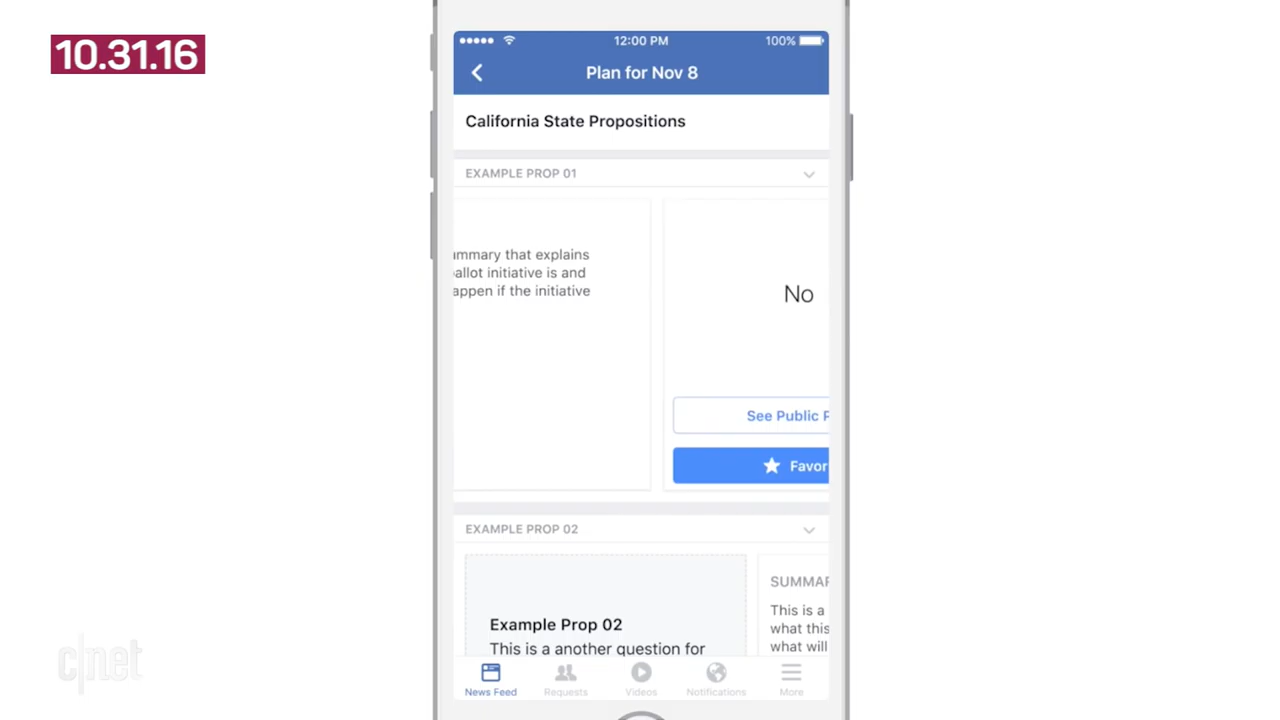 10.31.16
12:00 PM
100%
Plan for Nov 8
California State Propositions
EXAMPLE PROP 01
ummary that explains
allot initiative is and
appen if the initiative
No
See Public P
Favor
EXAMPLE PROP 02
Example Prop 02
This is a another question for
SUMMAR
This is a
what this
what will
News Feed
Requests
Videos
Notifications
More
c|net